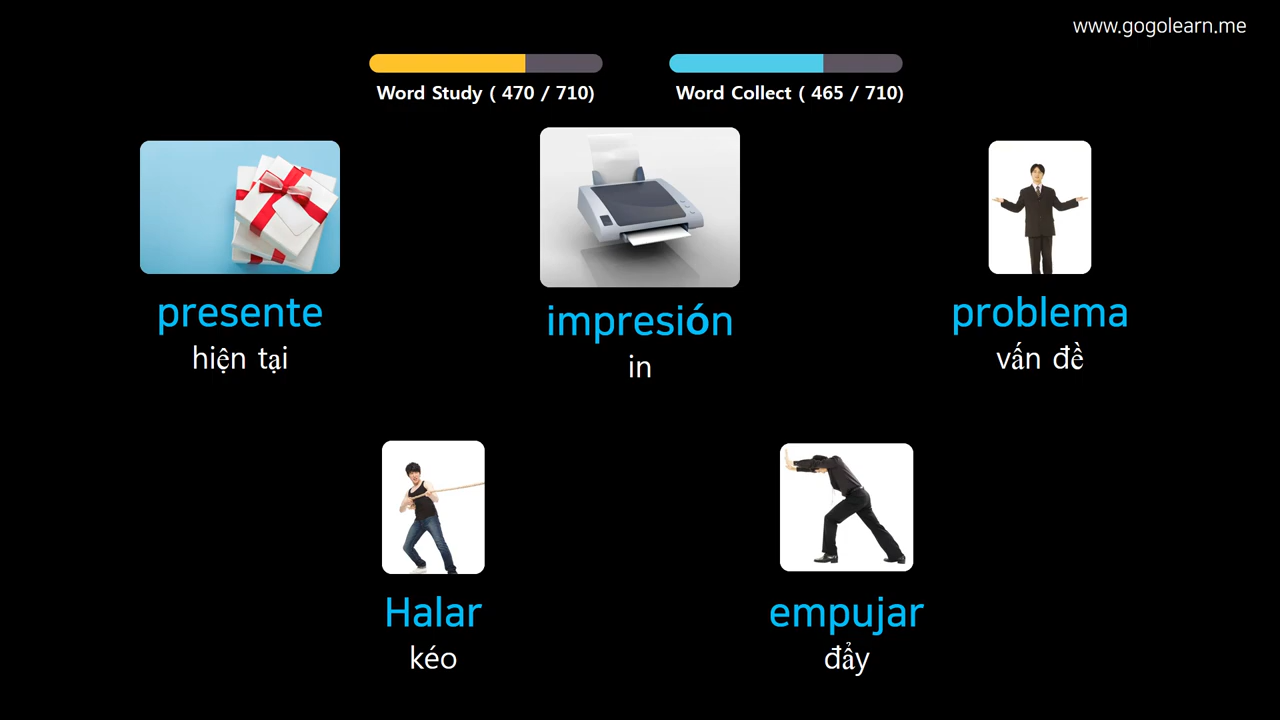 www.gogolearn.me
Word Study ( 470 / 710)
Word Collect ( 465 / 710)
presente
hiện tại
impresión
in
problema
vấn đề
Halar
kéo
empujar
đẩy